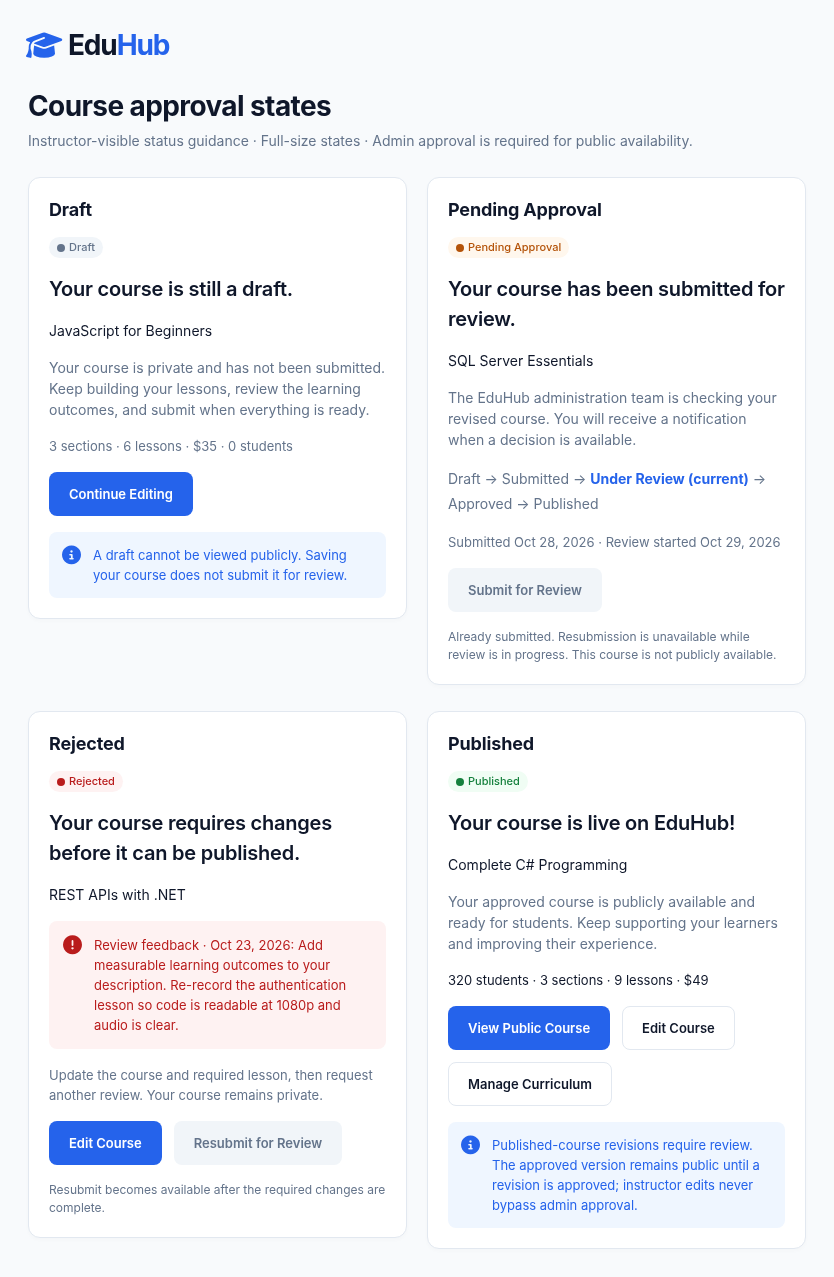 EduHub
Course approval states
Instructor-visible status guidance · Full-size states · Admin approval is required for public availability.
Draft
Draft
Your course is still a draft.
JavaScript for Beginners
Your course is private and has not been submitted.
Keep building your lessons, review the learning
outcomes, and submit when everything is ready.
3 sections · 6 lessons · $35 · 0 students
Continue Editing
A draft cannot be viewed publicly. Saving
your course does not submit it for review.
Pending Approval
Pending Approval
Your course has been submitted for
review.
SQL Server Essentials
The EduHub administration team is checking your
revised course. You will receive a notification
when a decision is available.
Draft → Submitted → Under Review (current) →
Approved → Published
Submitted Oct 28, 2026 · Review started Oct 29, 2026
Submit for Review
Already submitted. Resubmission is unavailable while
review is in progress. This course is not publicly available.
Rejected
Rejected
Your course requires changes
before it can be published.
REST APIs with .NET
Review feedback · Oct 23, 2026: Add
measurable learning outcomes to your
description. Re-record the authentication
lesson so code is readable at 1080p and
audio is clear.
Update the course and required lesson, then request
another review. Your course remains private.
Edit Course
Resubmit for Review
Resubmit becomes available after the required changes are
complete.
Published
Published
Your course is live on EduHub!
Complete C# Programming
Your approved course is publicly available and
ready for students. Keep supporting your learners
and improving their experience.
320 students · 3 sections · 9 lessons · $49
View Public Course
Edit Course
Manage Curriculum
Published-course revisions require review.
The approved version remains public until a
revision is approved; instructor edits never
bypass admin approval.